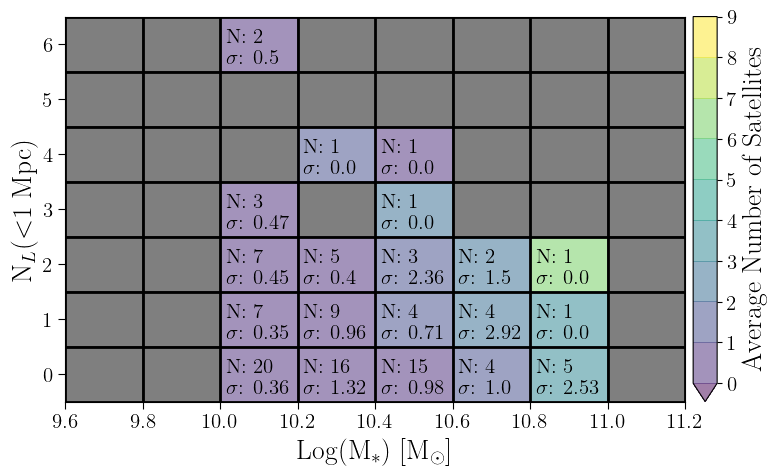 6
N: 2
σ: 0.5
5
4
N: 1
σ: 0.0
N: 1
σ: 0.0
3
N: 3
σ: 0.47
N: 1
σ: 0.0
2
N: 7
σ: 0.45
N: 5
σ: 0.4
N: 3
σ: 2.36
N: 2
σ: 1.5
N: 1
σ: 0.0
1
N: 7
σ: 0.35
N: 9
σ: 0.96
N: 4
σ: 0.71
N: 4
σ: 2.92
N: 1
σ: 0.0
0
N: 20
σ: 0.36
N: 16
σ: 1.32
N: 15
σ: 0.98
N: 4
σ: 1.0
N: 5
σ: 2.53
9.6 9.8 10.0 10.2 10.4 10.6 10.8 11.0 11.2
Log(M*) [M⊙]
N_L(<1 Mpc)
9
8
7
6
5
4
3
2
1
0
Average Number of Satellites